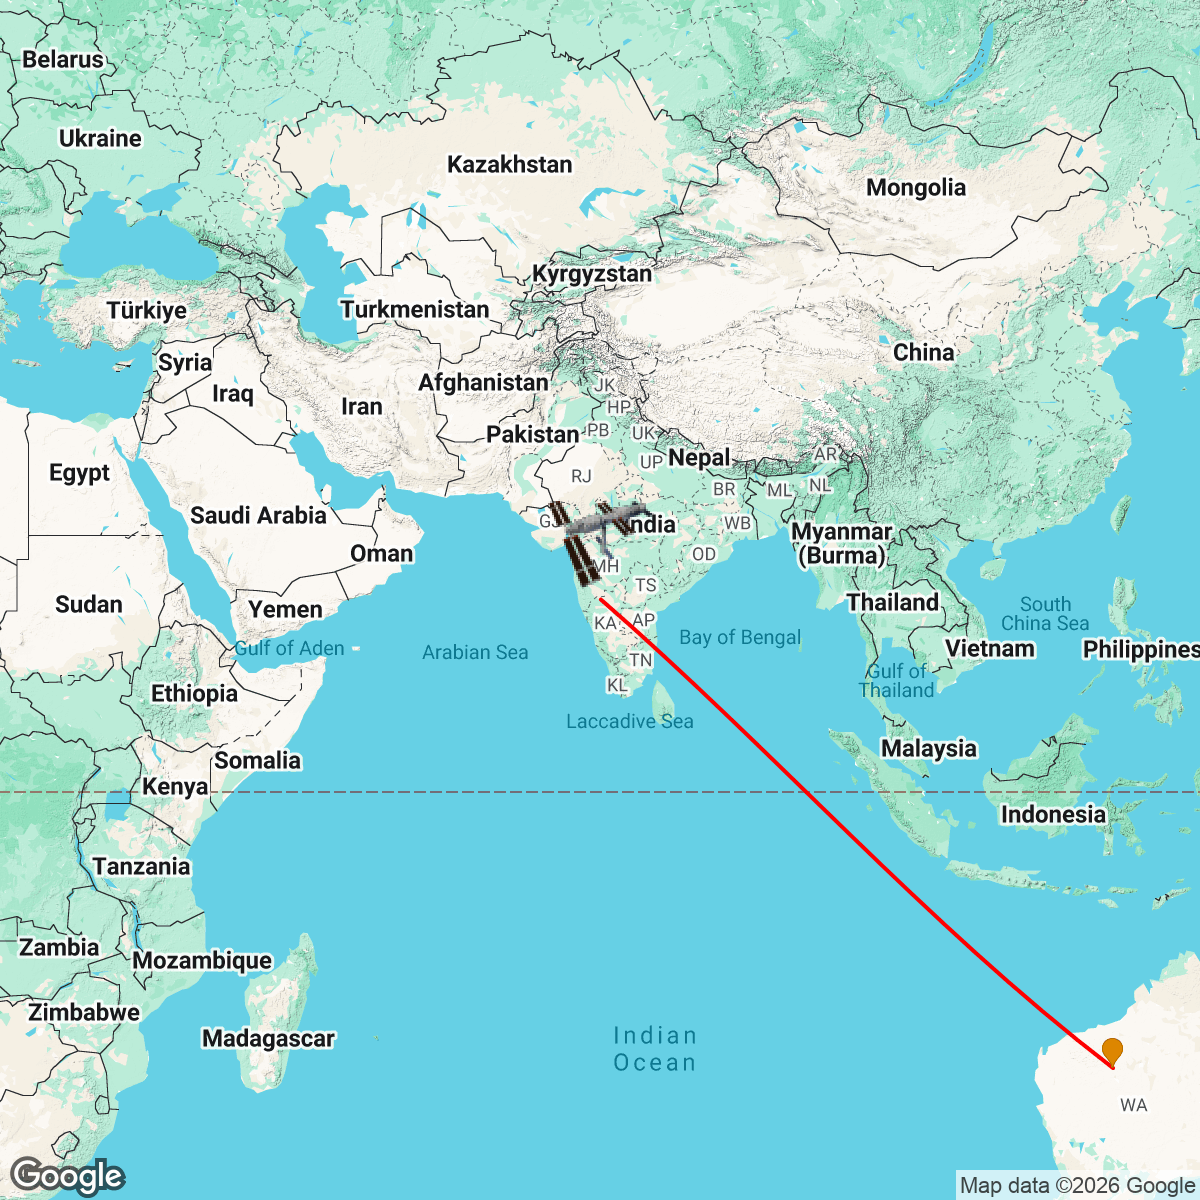 Belarus
Ukraine
Kazakhstan
Mongolia
Kyrgyzstan
Türkiye
Turkmenistan
Syria
China
Iraq
Afghanistan
JK
Iran
HP
Pakistan
PB
UK
Nepal
AR
Egypt
UP
RJ
BR
ML
NL
Saudi Arabia
GJ
India
WB
Myanmar
(Burma)
Oman
OD
MH
TS
Sudan
Yemen
Thailand
South
China Sea
KA
AP
Gulf of Aden
Arabian Sea
Bay of Bengal
Vietnam
Philippines
TN
Gulf of
Thailand
Ethiopia
KL
Laccadive Sea
Malaysia
Somalia
Kenya
Indonesia
Tanzania
Zambia
Mozambique
Zimbabwe
Madagascar
Indian
Ocean
WA
Google
Map data ©2026 Google